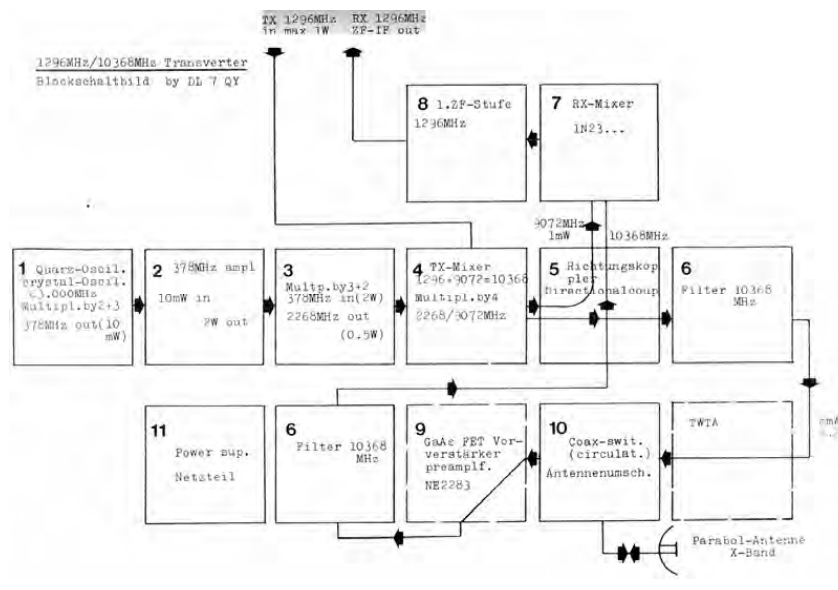 TX 1296MHz
in max 1W
RX 1296MHz
ZF-IF out
1296MHz/10368MHz Transverter
Blockschaltbild by DL 7 QY
8 1.ZF-Stufe
1296MHz
7 RX-Mixer
1N23...
9072MHz
1mW
10368MHz
1 Quarz-Oscil.
crystal-Oscil.
63.000MHz
Multipl.by2+3
378MHz out(10
mW)
2 378MHz ampl
10mW in
2W out
3
Multp.by3+2
378MHz in(2W)
2268MHz out
(0.5W)
4 TX-Mixer
1296+9072=10368
Multipl.by4
2268/9072MHz
5 Richtungskop
pler
Directionalcoup
6
Filter 10368
MHz
11
Power sup.
Netzteil
6
Filter 10368
MHz
9
GaAs FET Vor-
verstärker
preamplf.
NE2283
10
Coax-swit.
(circulat.)
Antennenumsch.
TWTA
Parabol-Antenne
X-Band